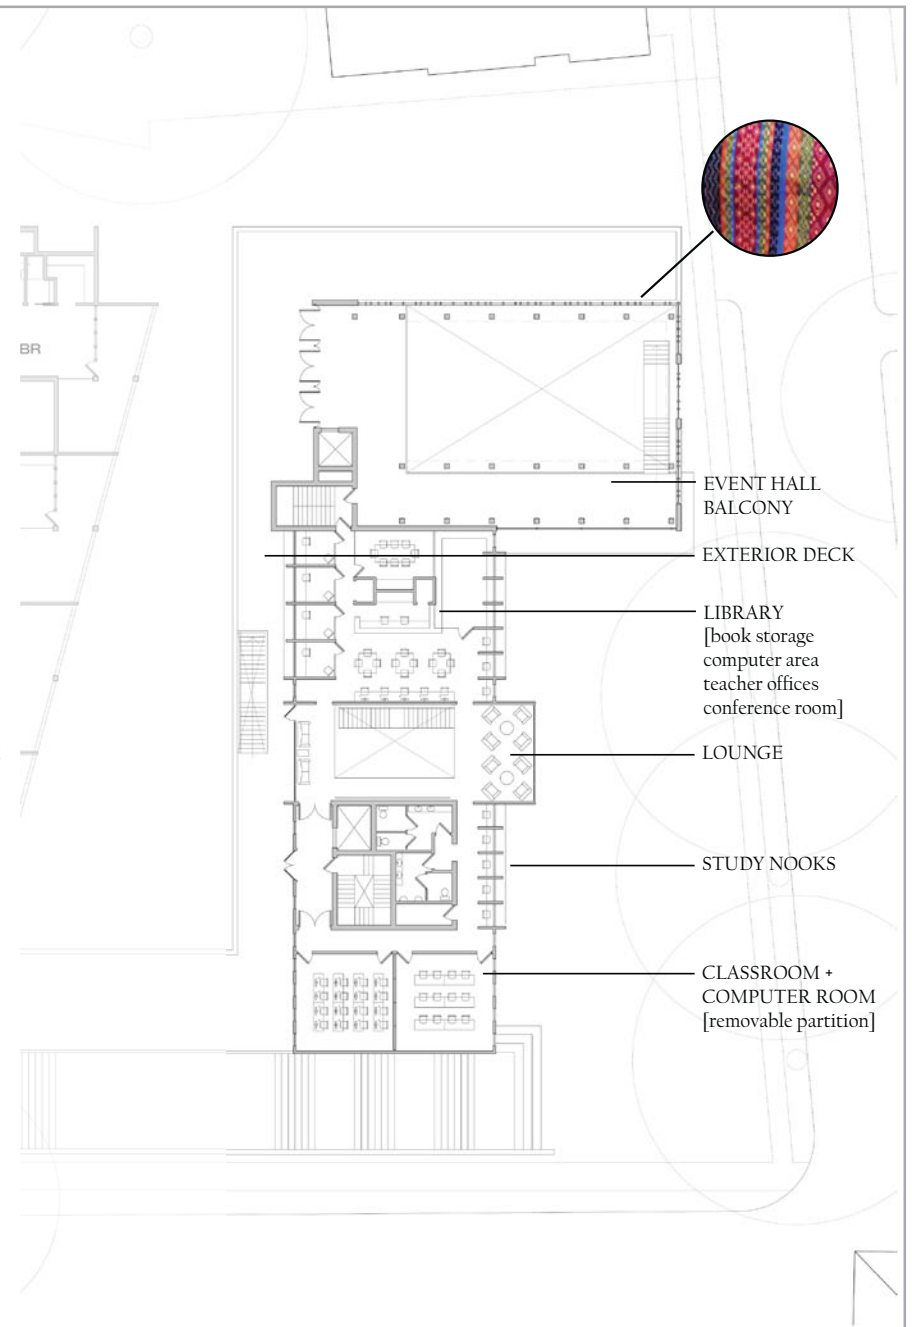 BR
EVENT HALL
BALCONY
EXTERIOR DECK
LIBRARY
[book storage
computer area
teacher offices
conference room]
LOUNGE
STUDY NOOKS
CLASSROOM +
COMPUTER ROOM
[removable partition]